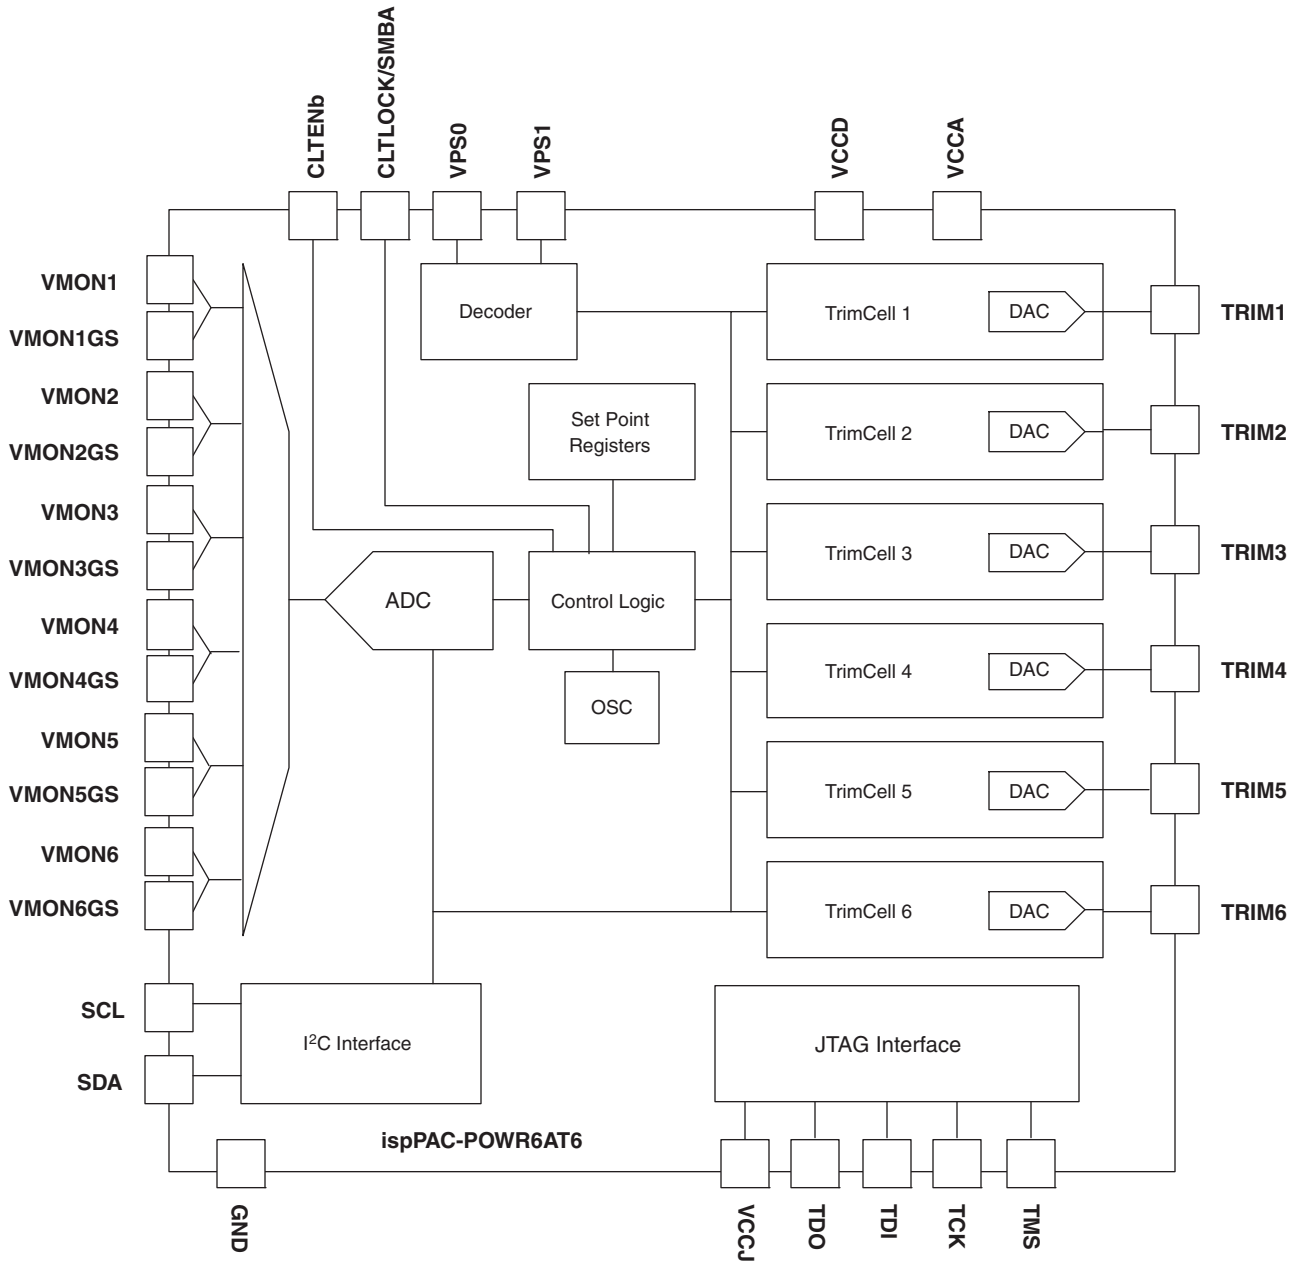 CLTENb
CLTLOCK/SMBA
VPS0
VPS1
VCCD
VCCA
VMON1
VMON1GS
VMON2
VMON2GS
VMON3
VMON3GS
VMON4
VMON4GS
VMON5
VMON5GS
VMON6
VMON6GS
SCL
SDA
Decoder
Set Point
Registers
ADC
Control Logic
OSC
I²C Interface
TrimCell 1
DAC
TRIM1
TrimCell 2
DAC
TRIM2
TrimCell 3
DAC
TRIM3
TrimCell 4
DAC
TRIM4
TrimCell 5
DAC
TRIM5
TrimCell 6
DAC
TRIM6
JTAG Interface
ispPAC-POWR6AT6
GND
VCCJ
TDO
TDI
TCK
TMS